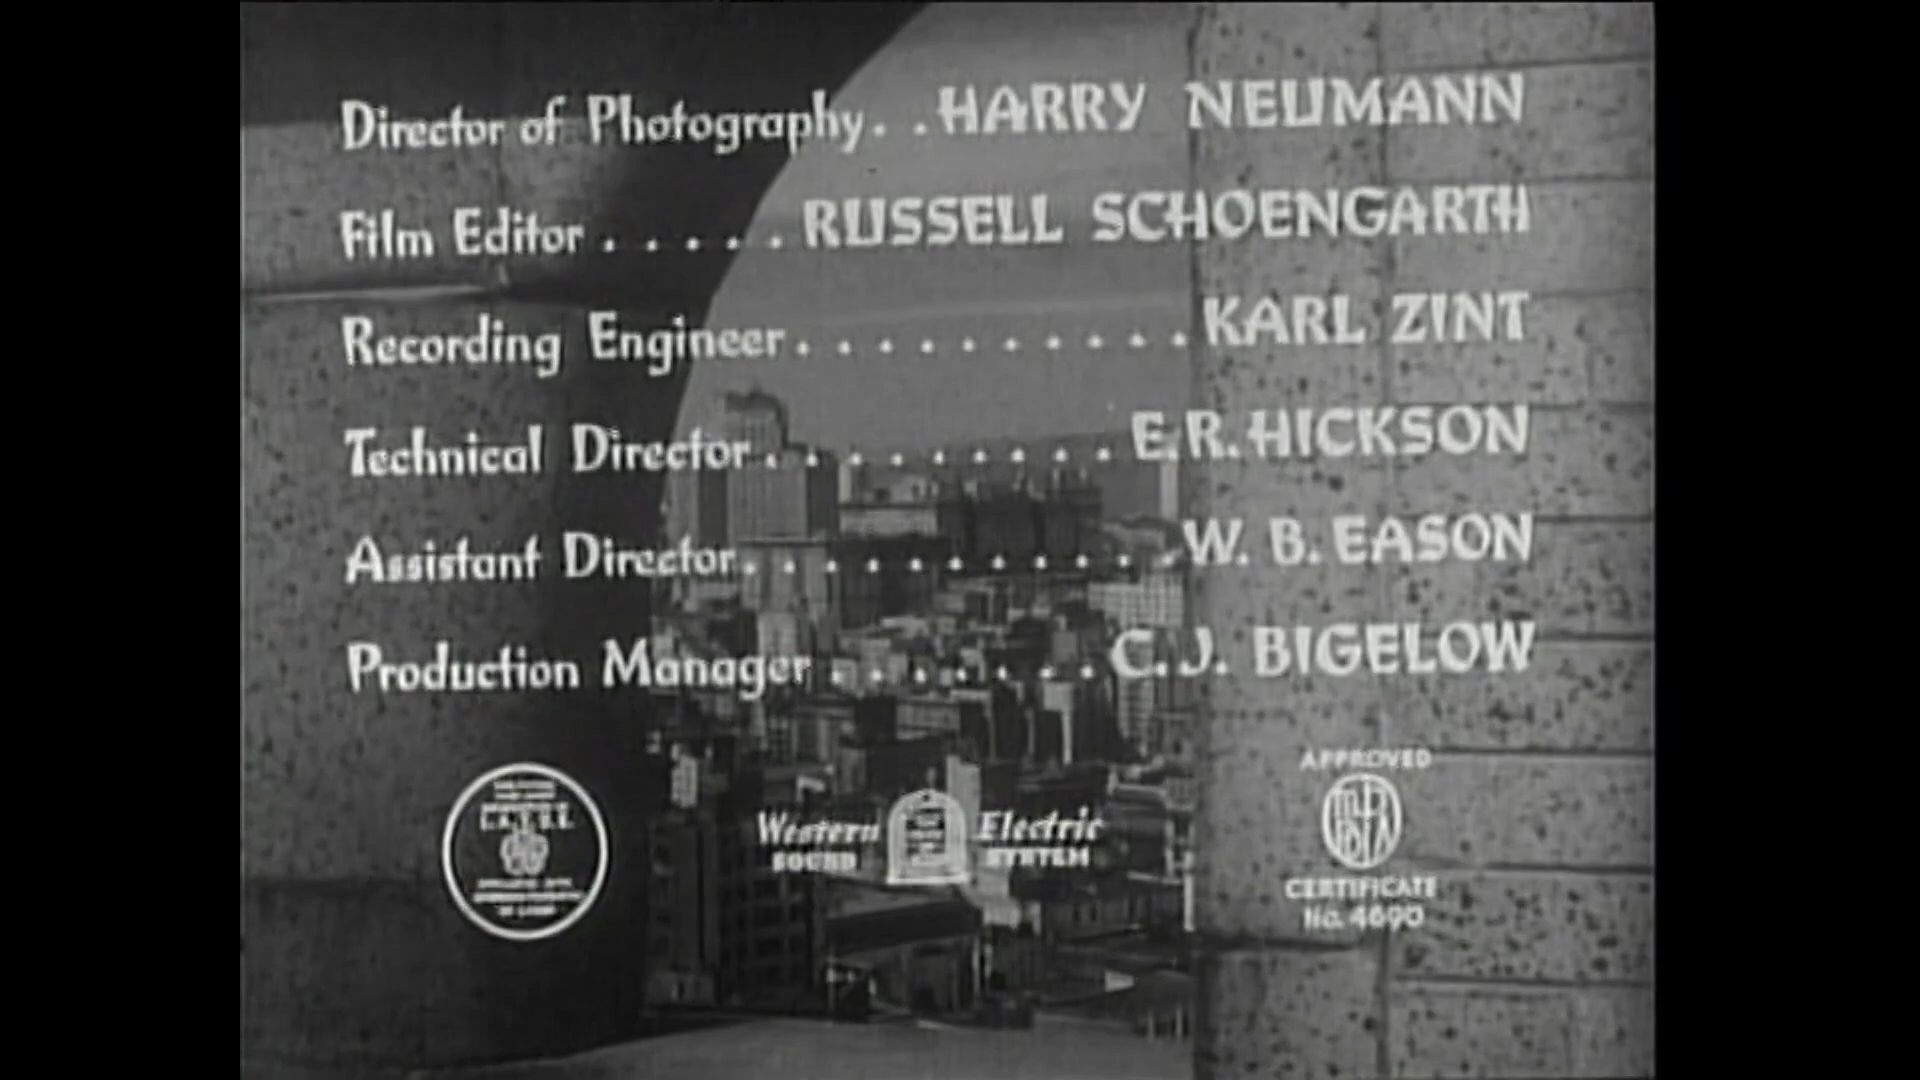 Director of Photography. . HARRY NEUMANN
Film Editor . . . . . RUSSELL SCHOENGARTH
Recording Engineer . . . . . . . . . . KARL ZINT
Technical Director . . . . . . . . . E. R. HICKSON
Assistant Director. . . . . . . . . . . W. B. EASON
Production Manager . . . . . . . C. J. BIGELOW
I. A. T. S. E.
Western Electric
SOUND SYSTEM
APPROVED
CERTIFICATE
No. 4690